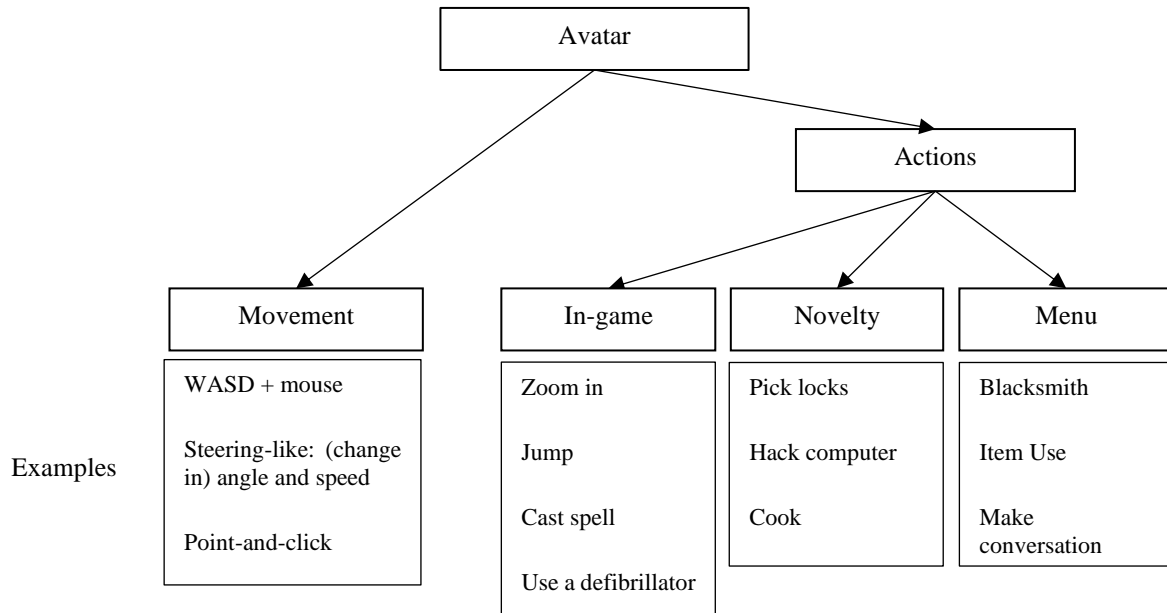 Avatar
Actions
Movement
In-game
Novelty
Menu
Examples
WASD + mouse
Steering-like: (change
in) angle and speed
Point-and-click
Zoom in
Jump
Cast spell
Use a defibrillator
Pick locks
Hack computer
Cook
Blacksmith
Item Use
Make
conversation